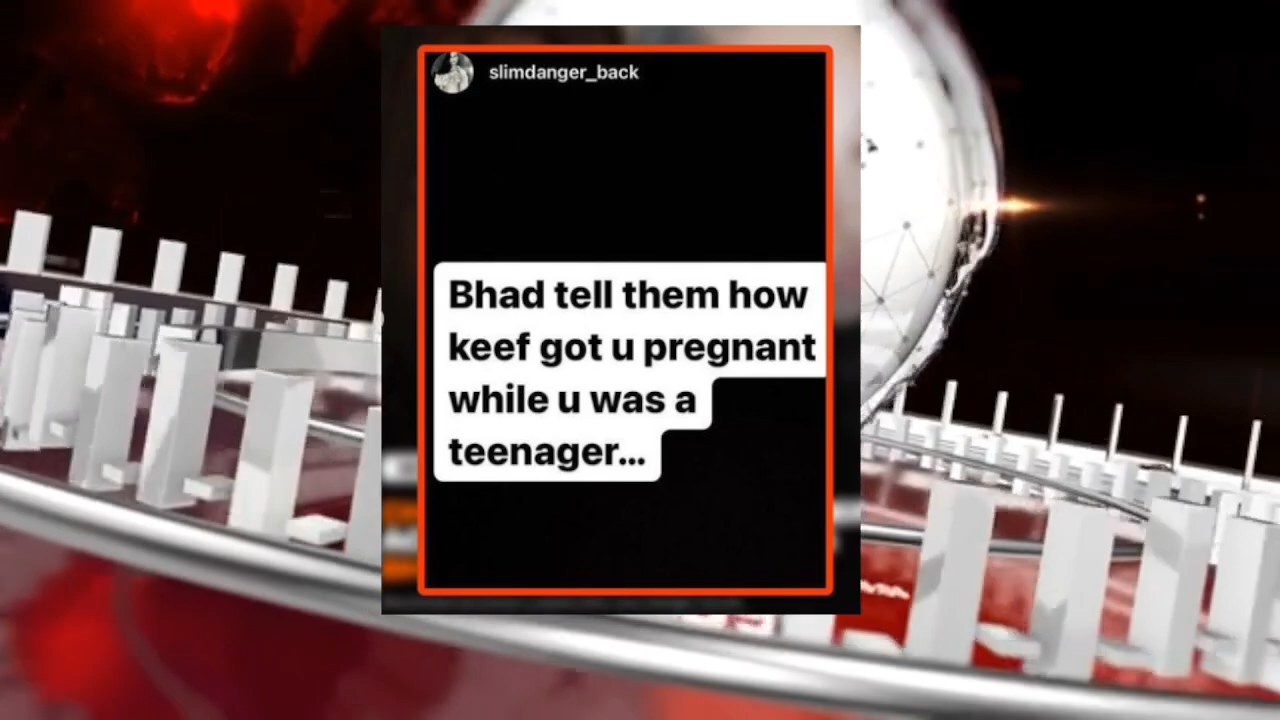 slimdanger_back
Bhad tell them how
keef got u pregnant
while u was a
teenager...